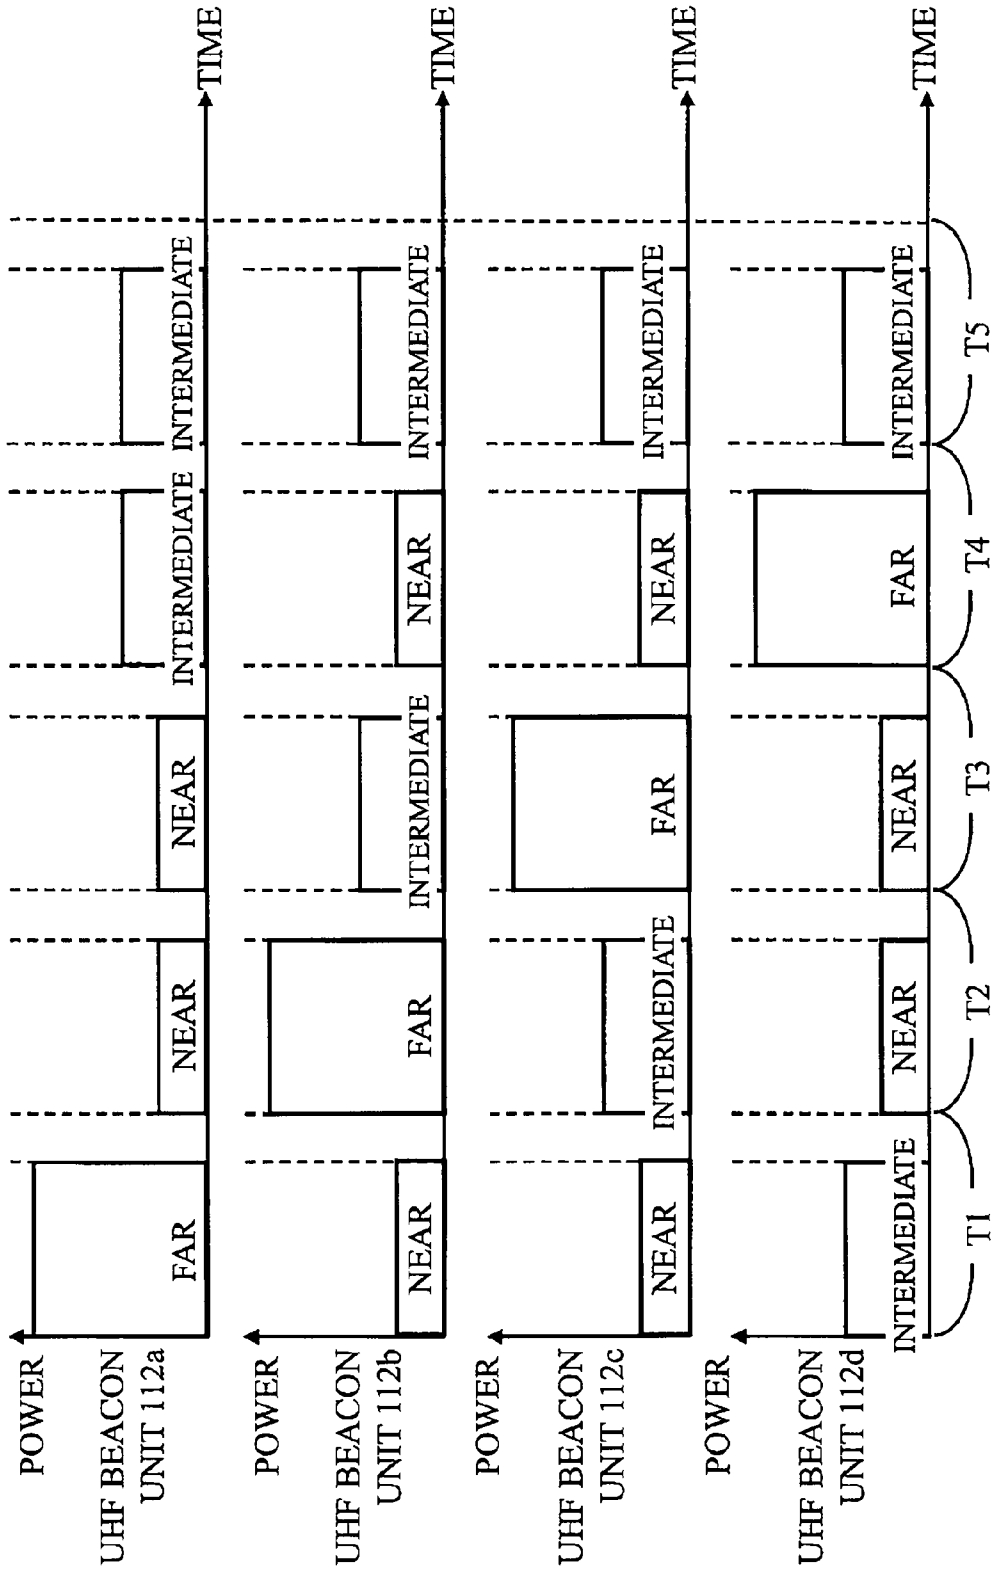 POWER
UHF BEACON
UNIT 112a
FAR
NEAR
NEAR
INTERMEDIATE
INTERMEDIATE
TIME
POWER
UHF BEACON
UNIT 112b
NEAR
FAR
INTERMEDIATE
NEAR
INTERMEDIATE
TIME
POWER
UHF BEACON
UNIT 112c
NEAR
INTERMEDIATE
FAR
NEAR
INTERMEDIATE
TIME
POWER
UHF BEACON
UNIT 112d
INTERMEDIATE
NEAR
NEAR
FAR
INTERMEDIATE
TIME
T1
T2
T3
T4
T5